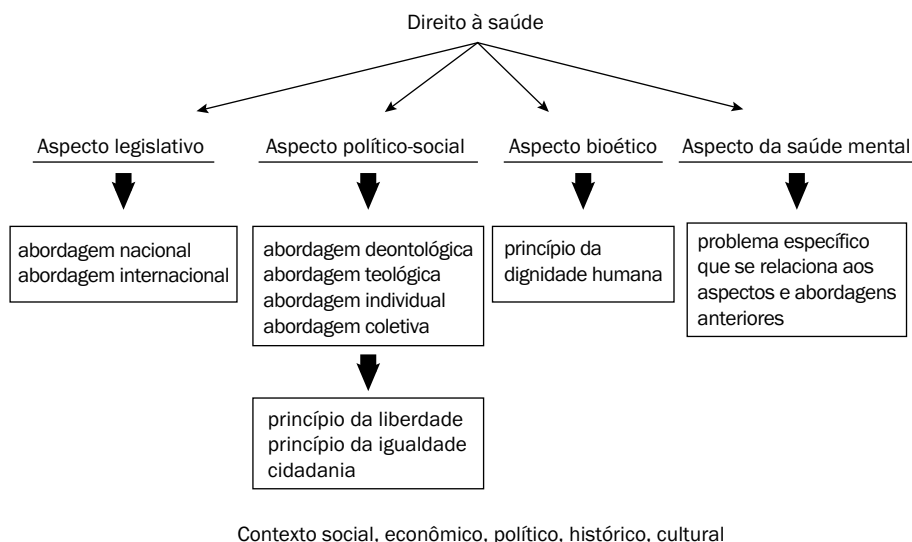 Direito à saúde
Aspecto legislativo
Aspecto político-social
Aspecto bioético
Aspecto da saúde mental
abordagem nacional
abordagem internacional
abordagem deontológica
abordagem teológica
abordagem individual
abordagem coletiva
princípio da
dignidade humana
problema específico
que se relaciona aos
aspectos e abordagens
anteriores
princípio da liberdade
princípio da igualdade
cidadania
Contexto social, econômico, político, histórico, cultural